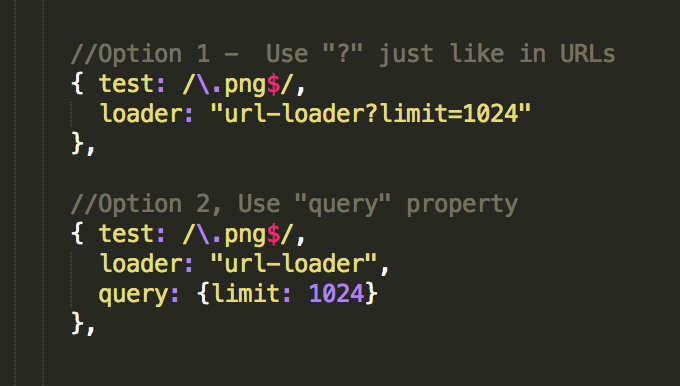 //Option 1 –  Use "?" just like in URLs
{ test: /\.png$/,
  loader: "url-loader?limit=1024"
},

//Option 2, Use "query" property
{ test: /\.png$/,
  loader: "url-loader",
  query: {limit: 1024}
},